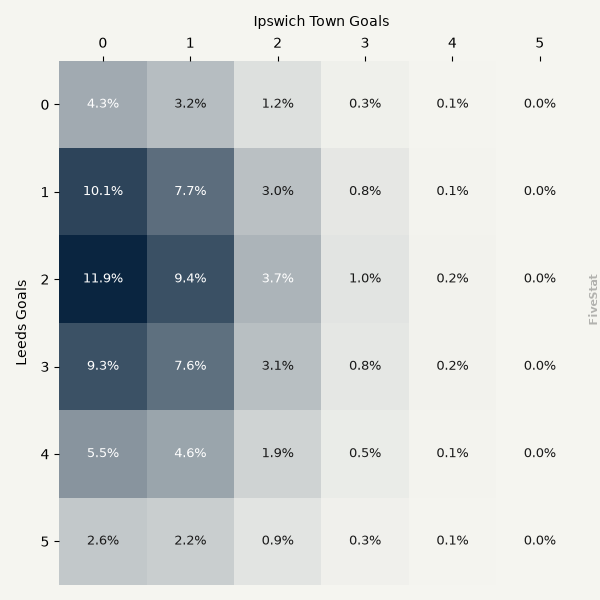 Ipswich Town Goals
0 1 2 3 4 5
0 4.3% 3.2% 1.2% 0.3% 0.1% 0.0%
1 10.1% 7.7% 3.0% 0.8% 0.1% 0.0%
2 11.9% 9.4% 3.7% 1.0% 0.2% 0.0%
3 9.3% 7.6% 3.1% 0.8% 0.2% 0.0%
4 5.5% 4.6% 1.9% 0.5% 0.1% 0.0%
5 2.6% 2.2% 0.9% 0.3% 0.1% 0.0%
Leeds Goals
FiveStat